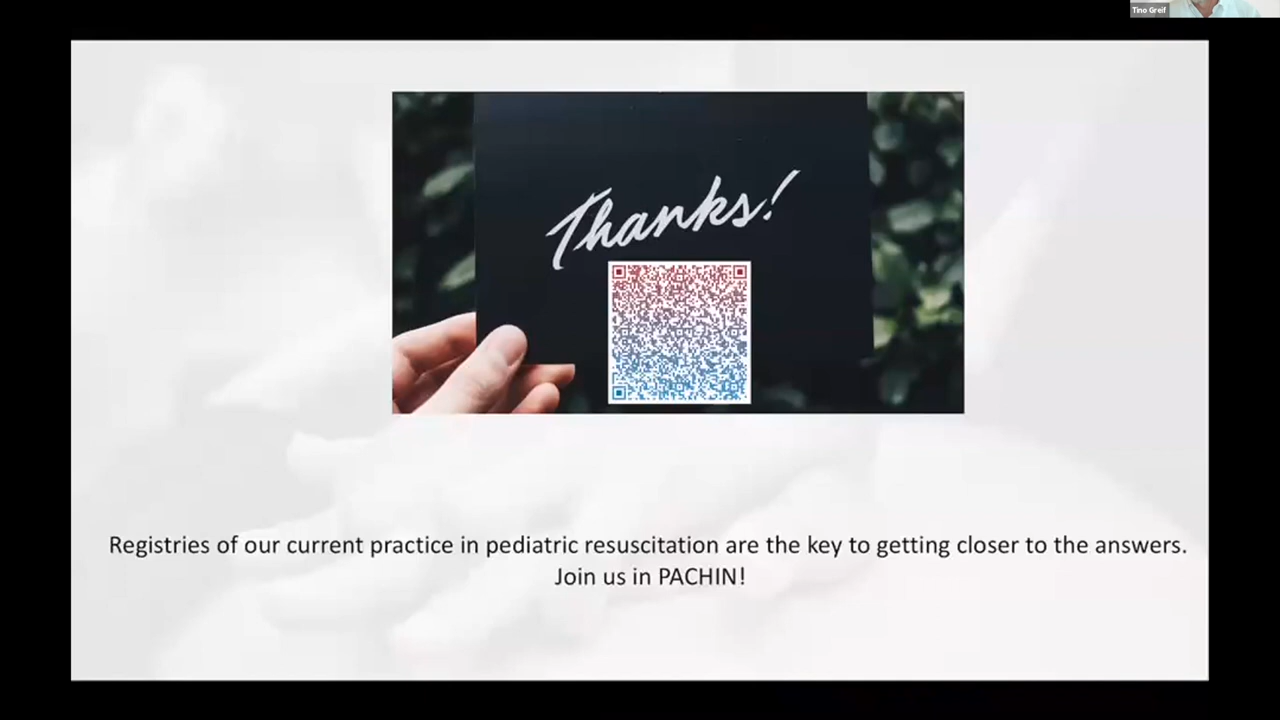 Tino Greif
Thanks!
Registries of our current practice in pediatric resuscitation are the key to getting closer to the answers.
Join us in PACHIN!